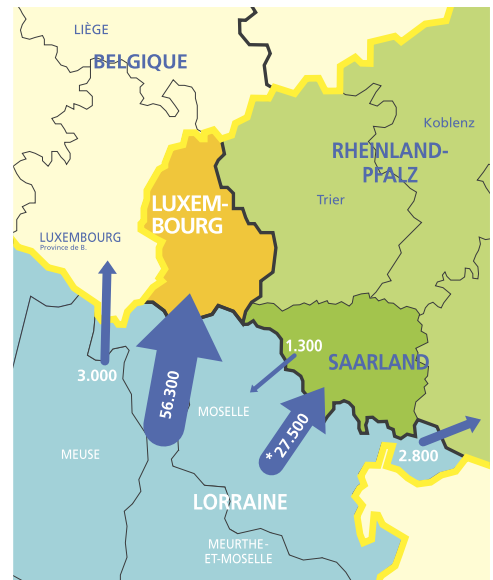 LIÈGE
BELGIQUE
Koblenz
RHEINLAND-
PFALZ
Trier
LUXEM-
BOURG
LUXEMBOURG
Province de B.
1.300
SAARLAND
3.000
56.300
MOSELLE
* 27.500
MEUSE
2.800
LORRAINE
MEURTHE-
ET-MOSELLE